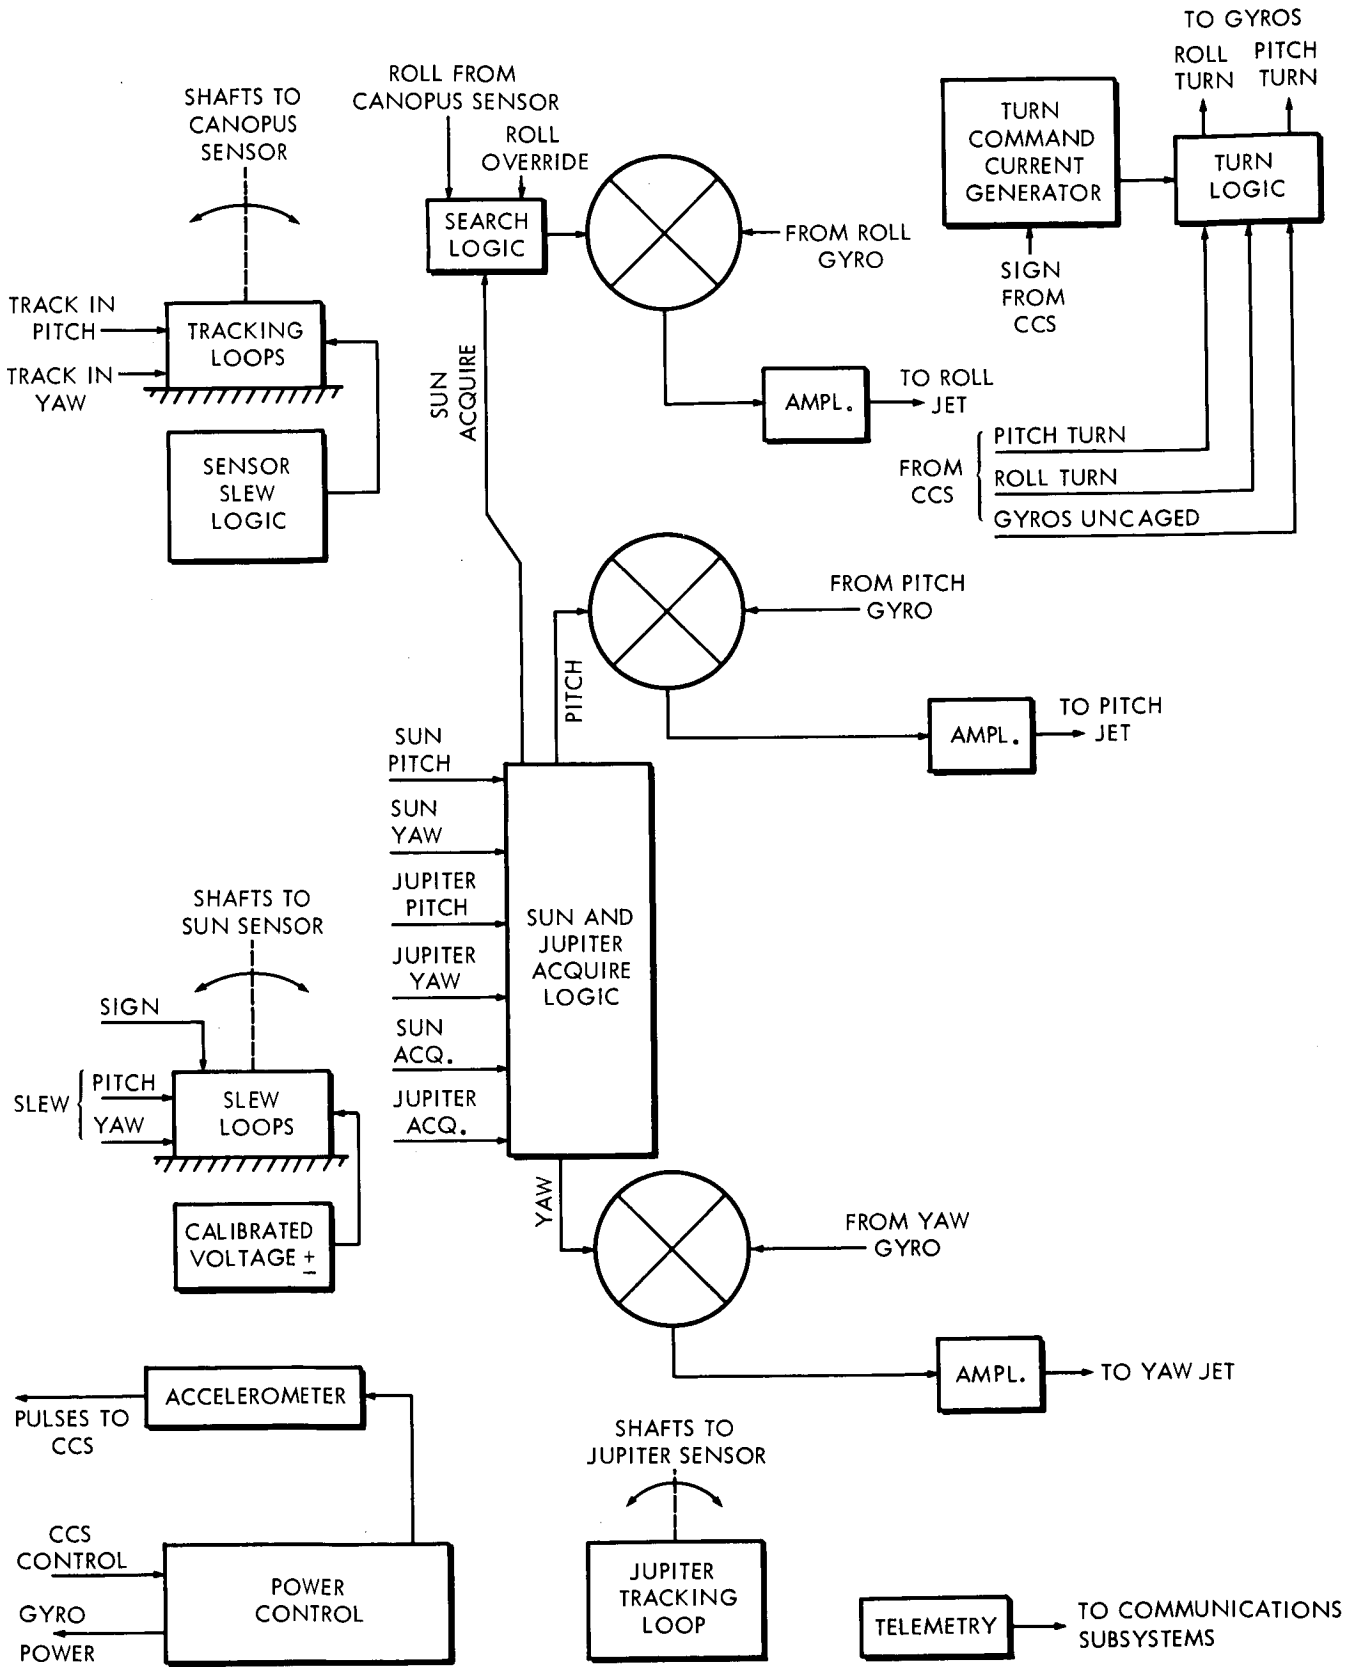 TO GYROS
ROLL TURN
PITCH TURN
TURN
COMMAND
CURRENT
GENERATOR
TURN
LOGIC
SIGN
FROM
CCS
FROM
CCS
PITCH TURN
ROLL TURN
GYROS UNCAGED
ROLL FROM
CANOPUS SENSOR
ROLL
OVERRIDE
SEARCH
LOGIC
FROM ROLL
GYRO
SUN
ACQUIRE
AMPL.
TO ROLL
JET
SHAFTS TO
CANOPUS
SENSOR
TRACK IN
PITCH
TRACK IN
YAW
TRACKING
LOOPS
SENSOR
SLEW
LOGIC
FROM PITCH
GYRO
PITCH
AMPL.
TO PITCH
JET
SUN
PITCH
SUN
YAW
JUPITER
PITCH
JUPITER
YAW
SUN
ACQ.
JUPITER
ACQ.
SUN AND
JUPITER
ACQUIRE
LOGIC
SHAFTS TO
SUN SENSOR
SIGN
SLEW
PITCH
YAW
SLEW
LOOPS
CALIBRATED
VOLTAGE ±
YAW
FROM YAW
GYRO
AMPL.
TO YAW JET
ACCELEROMETER
PULSES TO
CCS
CCS
CONTROL
GYRO
POWER
POWER
CONTROL
SHAFTS TO
JUPITER SENSOR
JUPITER
TRACKING
LOOP
TELEMETRY
TO COMMUNICATIONS
SUBSYSTEMS